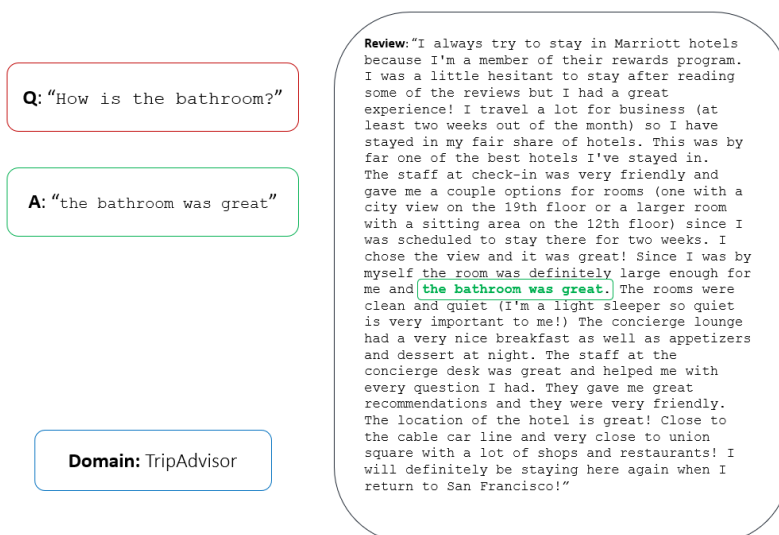 Q: “How is the bathroom?”
A: “the bathroom was great”
Domain: TripAdvisor
Review: “I always try to stay in Marriott hotels
because I'm a member of their rewards program.
I was a little hesitant to stay after reading
some of the reviews but I had a great
experience! I travel a lot for business (at
least two weeks out of the month) so I have
stayed in my fair share of hotels. This was by
far one of the best hotels I've stayed in.
The staff at check-in was very friendly and
gave me a couple options for rooms (one with a
city view on the 19th floor or a larger room
with a sitting area on the 12th floor) since I
was scheduled to stay there for two weeks. I
chose the view and it was great! Since I was by
myself the room was definitely large enough for
me and the bathroom was great. The rooms were
clean and quiet (I'm a light sleeper so quiet
is very important to me!) The concierge lounge
had a very nice breakfast as well as appetizers
and dessert at night. The staff at the
concierge desk was great and helped me with
every question I had. They gave me great
recommendations and they were very friendly.
The location of the hotel is great! Close to
the cable car line and very close to union
square with a lot of shops and restaurants! I
will definitely be staying here again when I
return to San Francisco!”